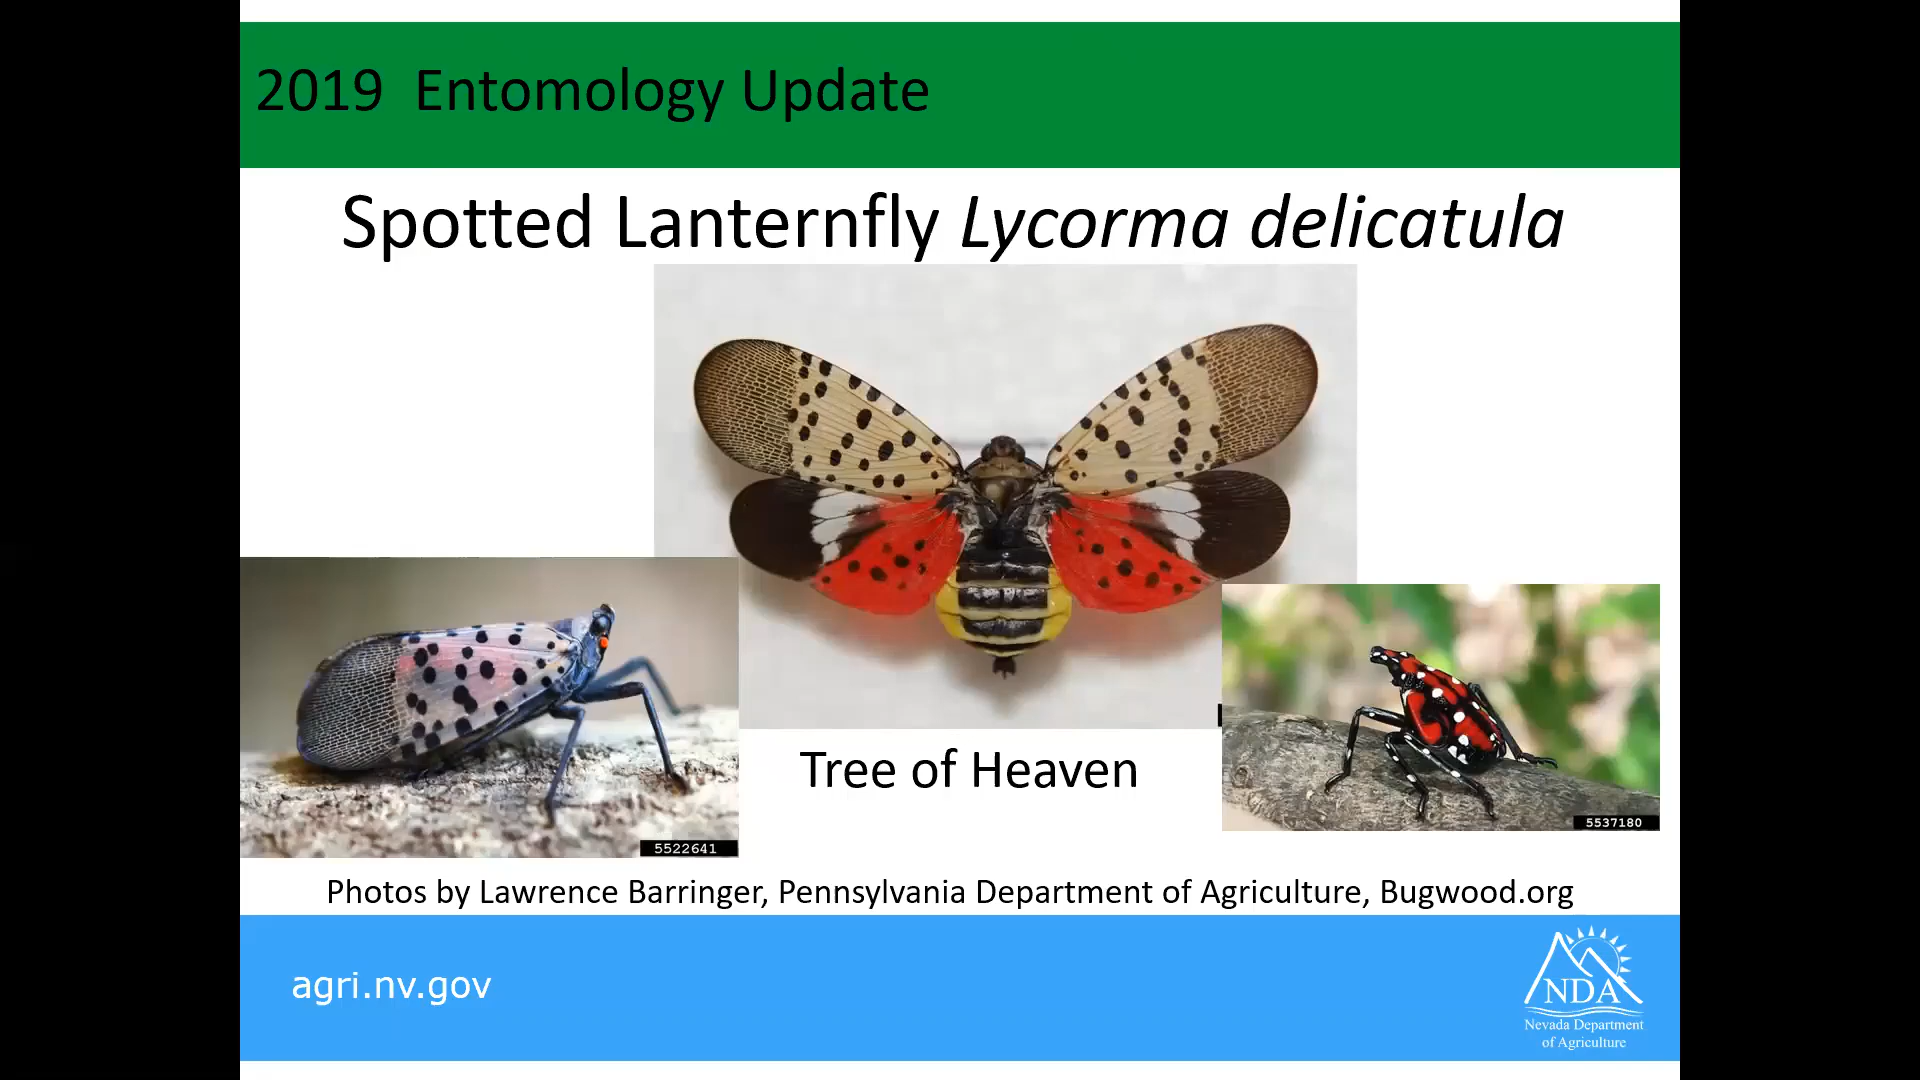 2019 Entomology Update
Spotted Lanternfly Lycorma delicatula
5522641
Tree of Heaven
5537180
Photos by Lawrence Barringer, Pennsylvania Department of Agriculture, Bugwood.org
agri.nv.gov
NDA
Nevada Department
of Agriculture